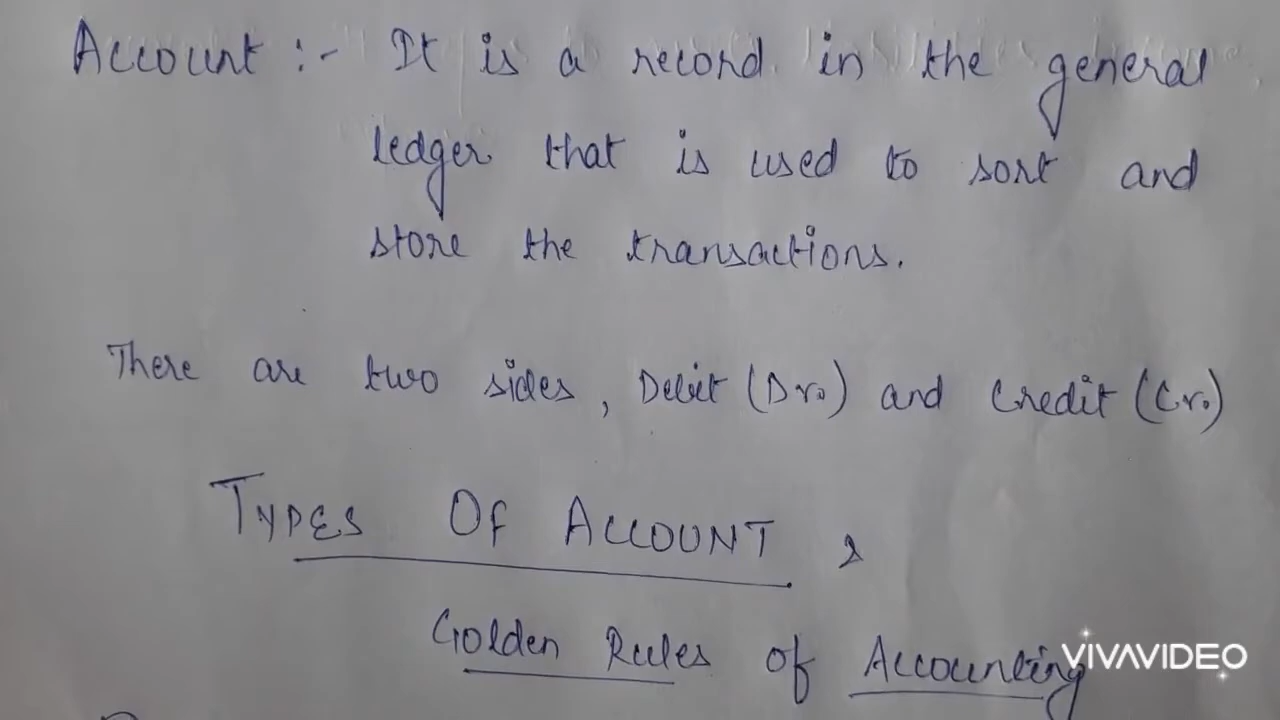 Account :- It is a record in the general
ledger that is used to sort and
store the transactions.
There are two sides, Debit (Dr.) and Credit (Cr.)
TYPES OF ACCOUNT &
Golden Rules of Accounting
VIVAVIDEO